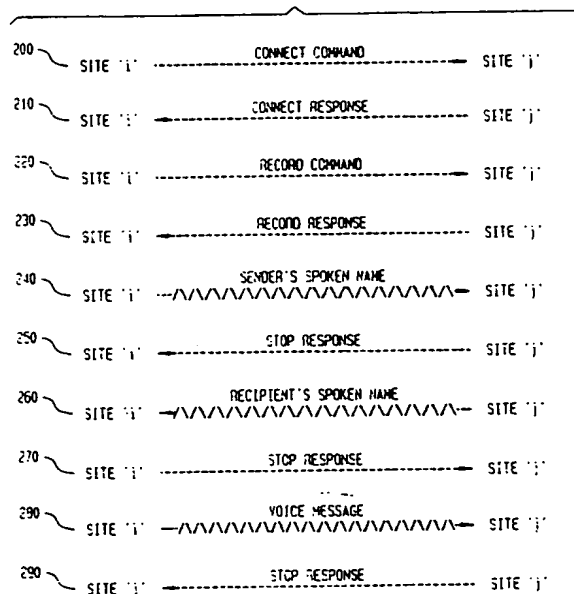 200 SITE 'i' CONNECT COMMAND SITE 'j'
210 SITE 'i' CONNECT RESPONSE SITE 'j'
220 SITE 'i' RECORD COMMAND SITE 'j'
230 SITE 'i' RECORD RESPONSE SITE 'j'
240 SITE 'i' SENDER'S SPOKEN NAME SITE 'j'
250 SITE 'i' STOP RESPONSE SITE 'j'
260 SITE 'i' RECIPIENT'S SPOKEN NAME SITE 'j'
270 SITE 'i' STOP RESPONSE SITE 'j'
290 SITE 'i' VOICE MESSAGE SITE 'j'
290 SITE 'i' STOP RESPONSE SITE 'j'